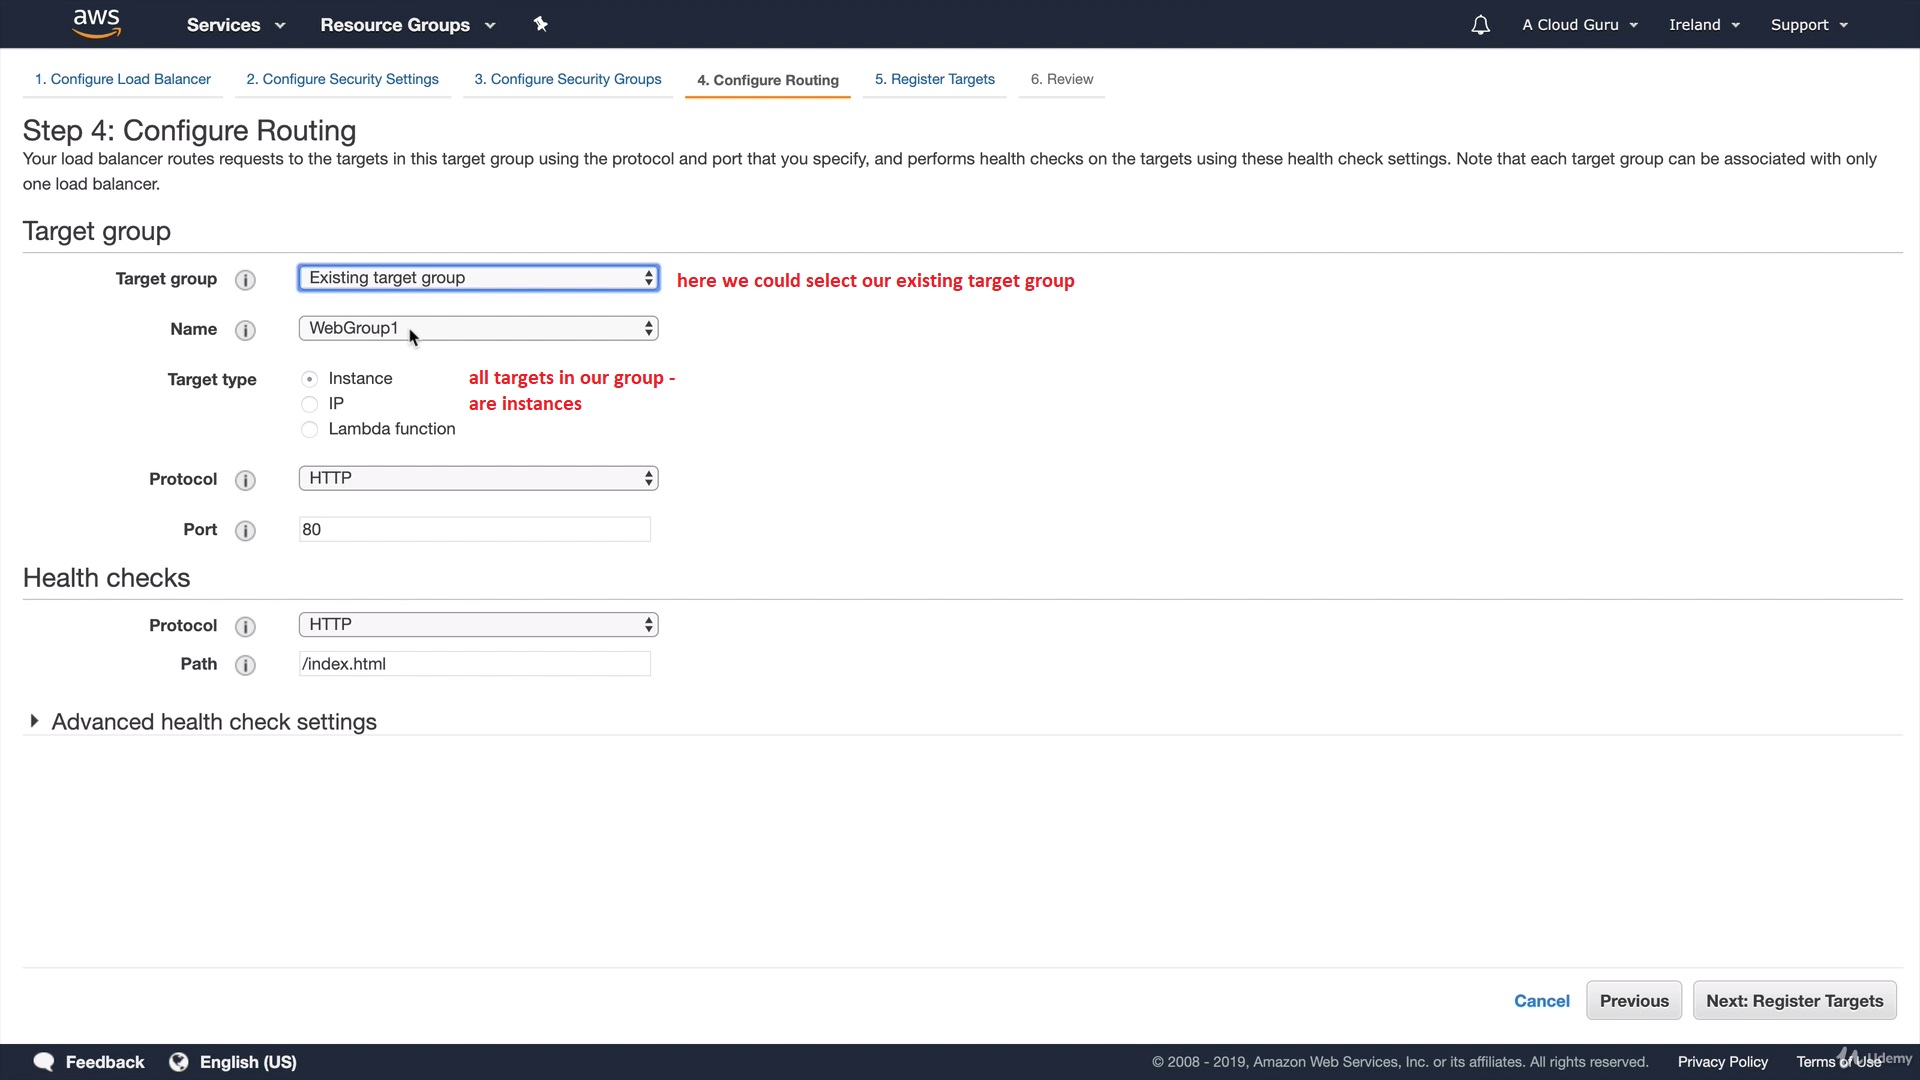 aws Services Resource Groups A Cloud Guru Ireland Support
1. Configure Load Balancer 2. Configure Security Settings 3. Configure Security Groups 4. Configure Routing 5. Register Targets 6. Review
Step 4: Configure Routing
Your load balancer routes requests to the targets in this target group using the protocol and port that you specify, and performs health checks on the targets using these health check settings. Note that each target group can be associated with only
one load balancer.
Target group
Target group i Existing target group here we could select our existing target group
Name i WebGroup1
Target type Instance all targets in our group -
IP are instances
Lambda function
Protocol i HTTP
Port i 80
Health checks
Protocol i HTTP
Path i /index.html
Advanced health check settings
Cancel Previous Next: Register Targets
Feedback English (US) © 2008 - 2019, Amazon Web Services, Inc. or its affiliates. All rights reserved. Privacy Policy Terms of Use
Udemy